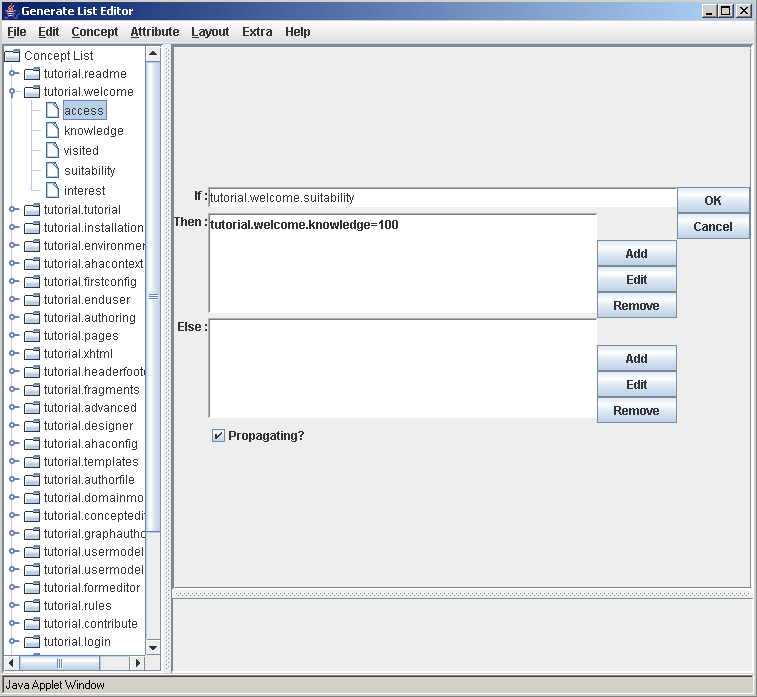 Generate List Editor
File Edit Concept Attribute Layout Extra Help
Concept List
tutorial.readme
tutorial.welcome
access
knowledge
visited
suitability
interest
tutorial.tutorial
tutorial.installation
tutorial.environmer
tutorial.ahacontext
tutorial.firstconfig
tutorial.enduser
tutorial.authoring
tutorial.pages
tutorial.xhtml
tutorial.headerfoote
tutorial.fragments
tutorial.advanced
tutorial.designer
tutorial.ahaconfig
tutorial.templates
tutorial.authorfile
tutorial.domainmo
tutorial.conceptedi
tutorial.graphautho
tutorial.usermodel
tutorial.usermodel
tutorial.formeditor
tutorial.rules
tutorial.contribute
tutorial.login
If : tutorial.welcome.suitability
OK
Then : tutorial.welcome.knowledge=100
Cancel
Add
Edit
Remove
Else :
Add
Edit
Remove
Propagating?
Java Applet Window